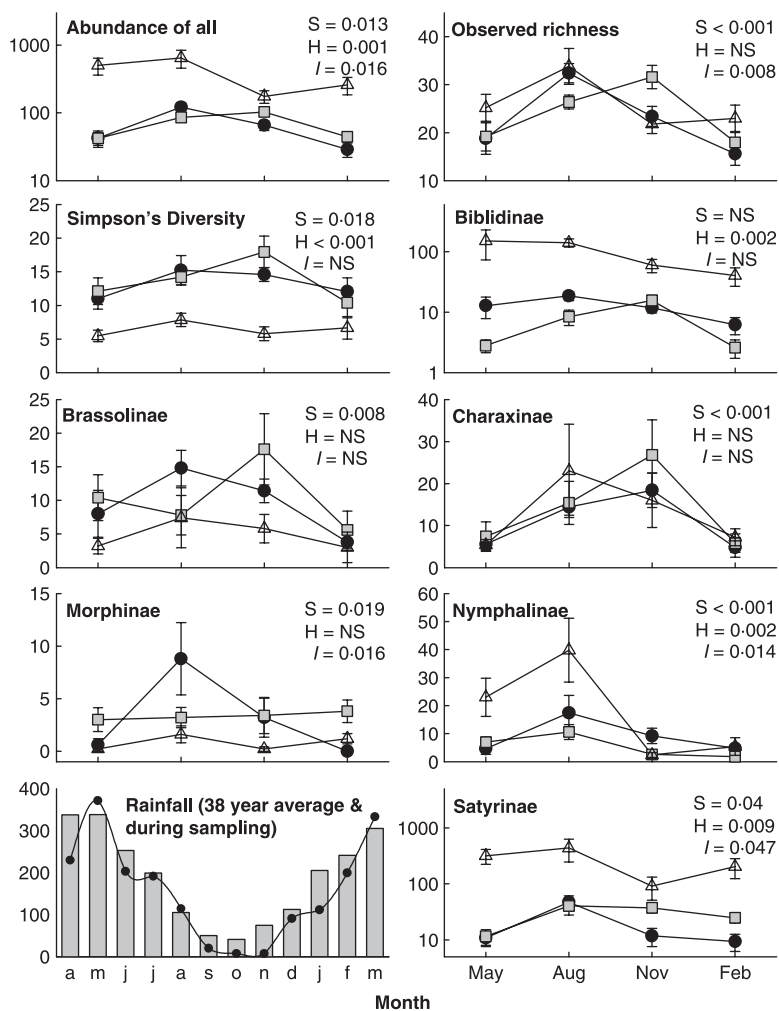 Abundance of all
S = 0·013
H = 0·001
I = 0·016
1000
100
10
Observed richness
S < 0·001
H = NS
I = 0·008
40
30
20
10
Simpson's Diversity
S = 0·018
H < 0·001
I = NS
25
20
15
10
5
0
Biblidinae
S = NS
H = 0·002
I = NS
100
10
1
Brassolinae
S = 0·008
H = NS
I = NS
25
20
15
10
5
0
Charaxinae
S < 0·001
H = NS
I = NS
40
30
20
10
0
Morphinae
S = 0·019
H = NS
I = 0·016
15
10
5
0
Nymphalinae
S < 0·001
H = 0·002
I = 0·014
60
50
40
30
20
10
0
Rainfall (38 year average &
during sampling)
400
300
200
100
0
a m j j a s o n d j f m
Satyrinae
S = 0·04
H = 0·009
I = 0·047
1000
100
10
May Aug Nov Feb
Month